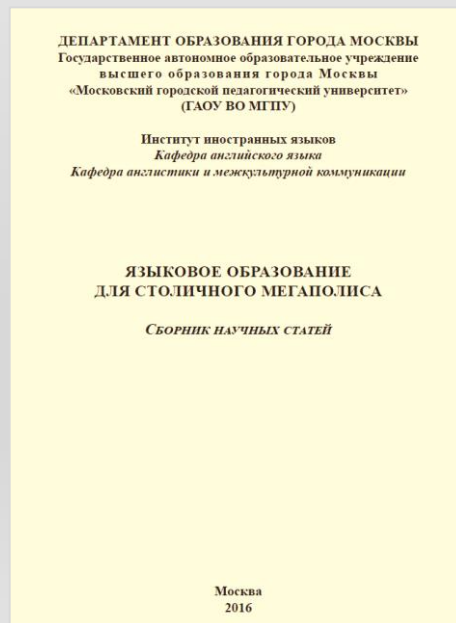 ДЕПАРТАМЕНТ ОБРАЗОВАНИЯ ГОРОДА МОСКВЫ
Государственное автономное образовательное учреждение
высшего образования города Москвы
«Московский городской педагогический университет»
(ГАОУ ВО МГПУ)
Институт иностранных языков
Кафедра английского языка
Кафедра англистики и межкультурной коммуникации
ЯЗЫКОВОЕ ОБРАЗОВАНИЕ
ДЛЯ СТОЛИЧНОГО МЕГАПОЛИСА
СБОРНИК НАУЧНЫХ СТАТЕЙ
Москва
2016